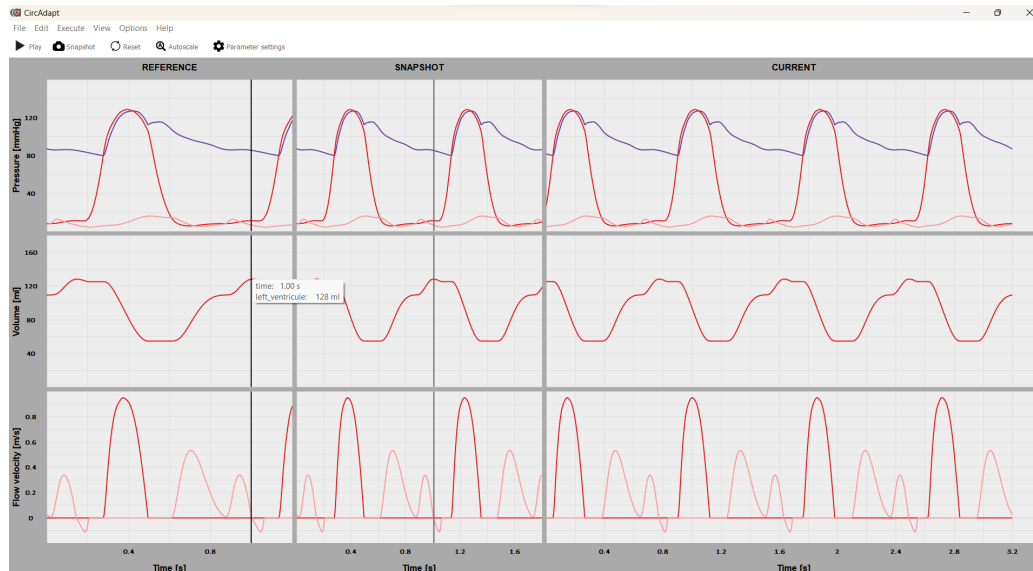 CircAdapt
File Edit Execute View Options Help
Play Snapshot Reset Autoscale Parameter settings
REFERENCE SNAPSHOT CURRENT
Pressure [mmHg]
120
80
40
Volume [ml]
160
120
80
40
time: 1.00 s
left_ventricule: 128 ml
Flow velocity [m/s]
0.8
0.6
0.4
0.2
0
0.4 0.8 0.4 0.8 1.2 1.6 0.4 0.8 1.2 1.6 2 2.4 2.8 3.2
Time [s] Time [s] Time [s]